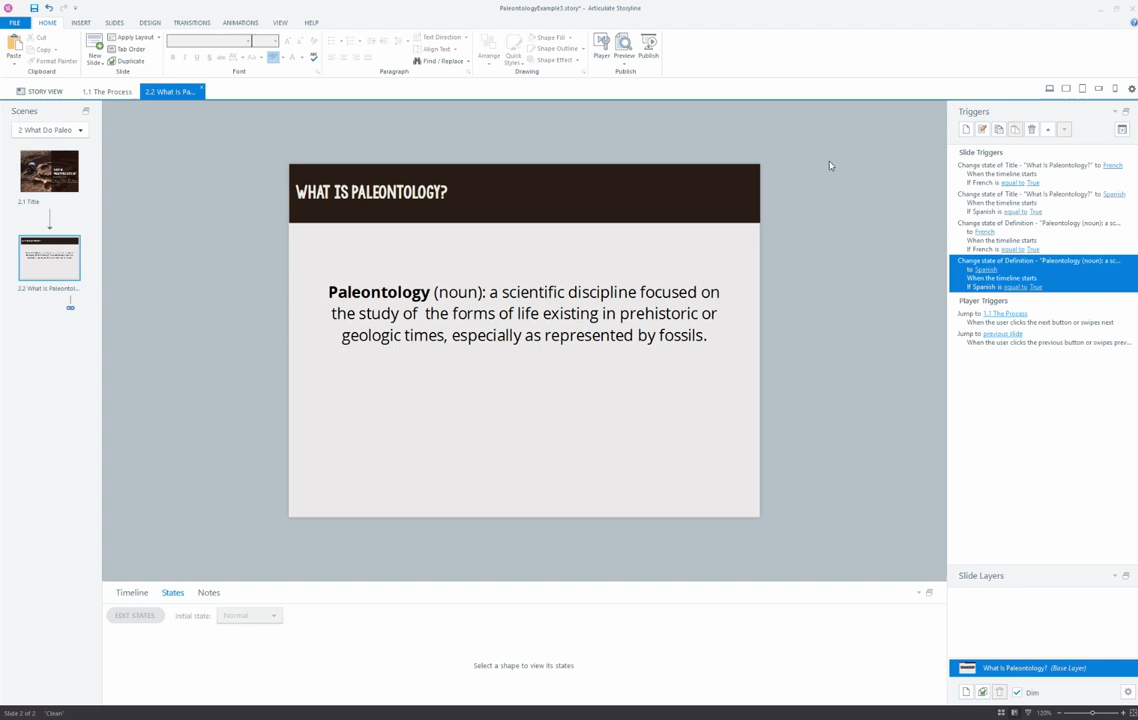 PaleontologyExample3.story* - Articulate Storyline
FILE HOME INSERT SLIDES DESIGN TRANSITIONS ANIMATIONS VIEW HELP
Paste
Cut
Copy
Format Painter
Clipboard
New Slide
Apply Layout
Tab Order
Duplicate
Slide
Font
Text Direction
Align Text
Find / Replace
Paragraph
Arrange
Quick Styles
Shape Fill
Shape Outline
Shape Effect
Drawing
Player
Preview
Publish
Publish
STORY VIEW 1.1 The Process 2.2 What Is Pa...
Scenes
2 What Do Paleo
2.1 Title
2.2 What Is Paleontol...
WHAT IS PALEONTOLOGY?
Paleontology (noun): a scientific discipline focused on
the study of the forms of life existing in prehistoric or
geologic times, especially as represented by fossils.
Timeline States Notes
EDIT STATES Initial state: Normal
Select a shape to view its states
Triggers
Slide Triggers
Change state of Title - "What Is Paleontology?" to French
When the timeline starts
If French is equal to True
Change state of Title - "What Is Paleontology?" to Spanish
When the timeline starts
If Spanish is equal to True
Change state of Definition - "Paleontology (noun): a sc...
to French
When the timeline starts
If French is equal to True
Change state of Definition - "Paleontology (noun): a sc...
to Spanish
When the timeline starts
If Spanish is equal to True
Player Triggers
Jump to 1.1 The Process
When the user clicks the next button or swipes next
Jump to previous slide
When the user clicks the previous button or swipes prev...
Slide Layers
What Is Paleontology? (Base Layer)
Dim
Slide 2 of 2 "Clean" 120%